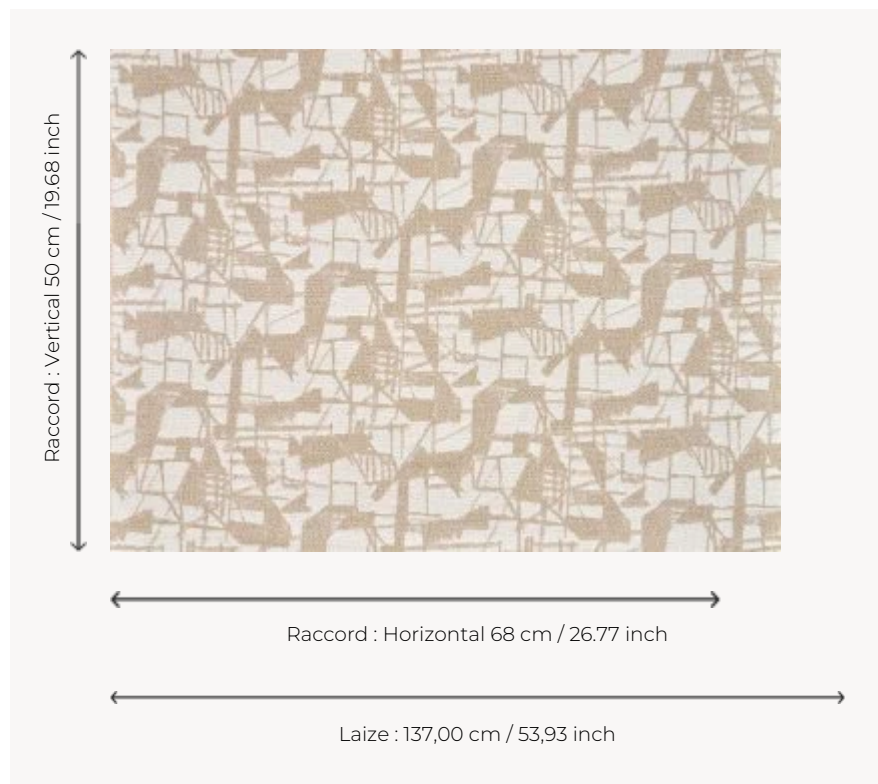 Raccord : Vertical 50 cm / 19.68 inch
Raccord : Horizontal 68 cm / 26.77 inch
Laize : 137,00 cm / 53,93 inch